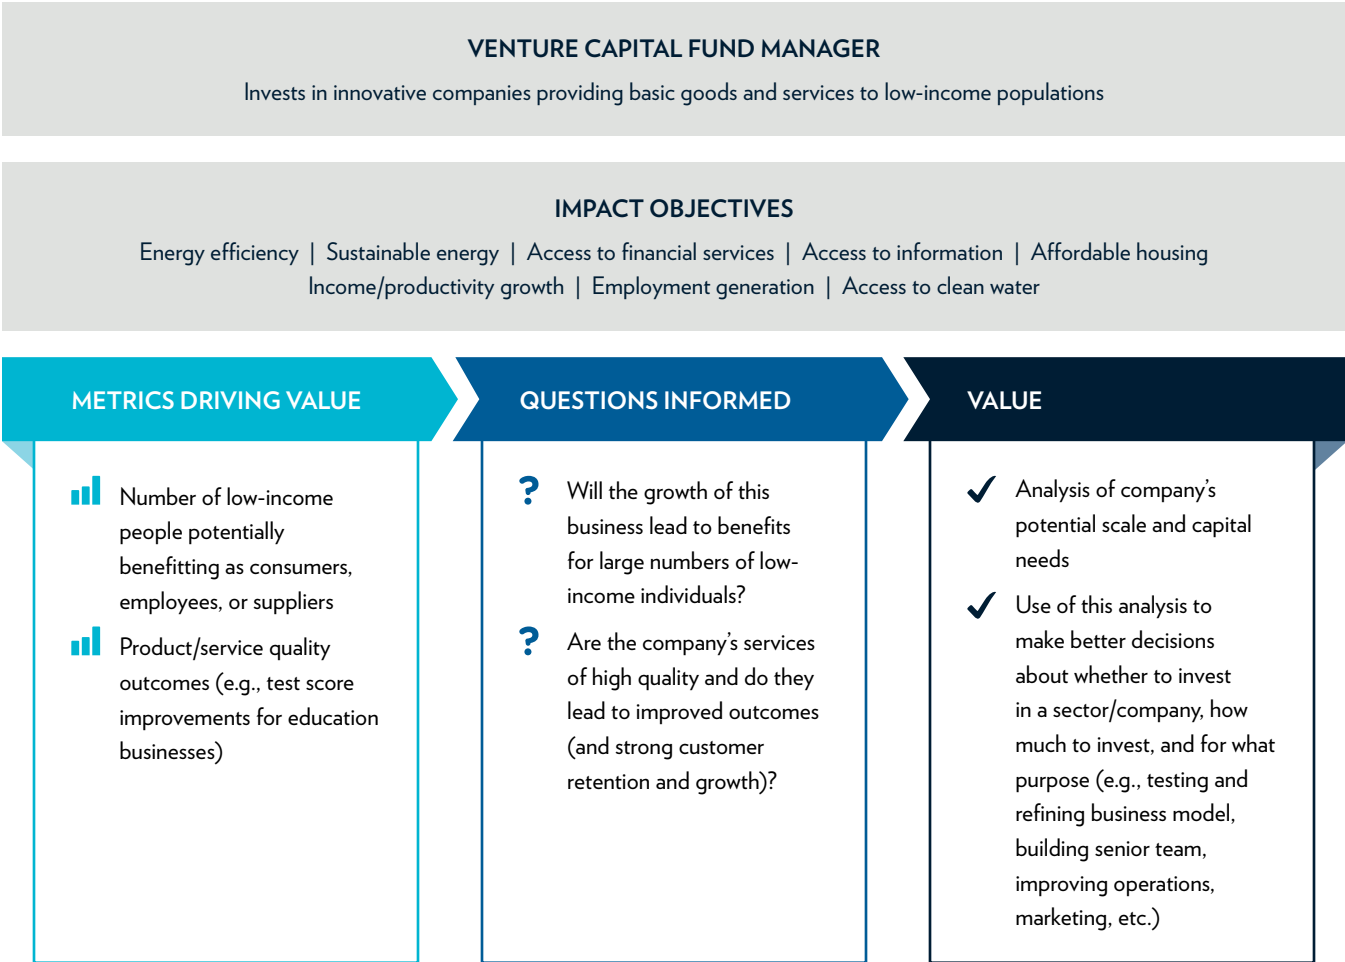 VENTURE CAPITAL FUND MANAGER
Invests in innovative companies providing basic goods and services to low-income populations
IMPACT OBJECTIVES
Energy efficiency | Sustainable energy | Access to financial services | Access to information | Affordable housing
Income/productivity growth | Employment generation | Access to clean water
METRICS DRIVING VALUE
Number of low-income
people potentially
benefitting as consumers,
employees, or suppliers
Product/service quality
outcomes (e.g., test score
improvements for education
businesses)
QUESTIONS INFORMED
? Will the growth of this
business lead to benefits
for large numbers of low-
income individuals?
? Are the company’s services
of high quality and do they
lead to improved outcomes
(and strong customer
retention and growth)?
VALUE
✓ Analysis of company’s
potential scale and capital
needs
✓ Use of this analysis to
make better decisions
about whether to invest
in a sector/company, how
much to invest, and for what
purpose (e.g., testing and
refining business model,
building senior team,
improving operations,
marketing, etc.)